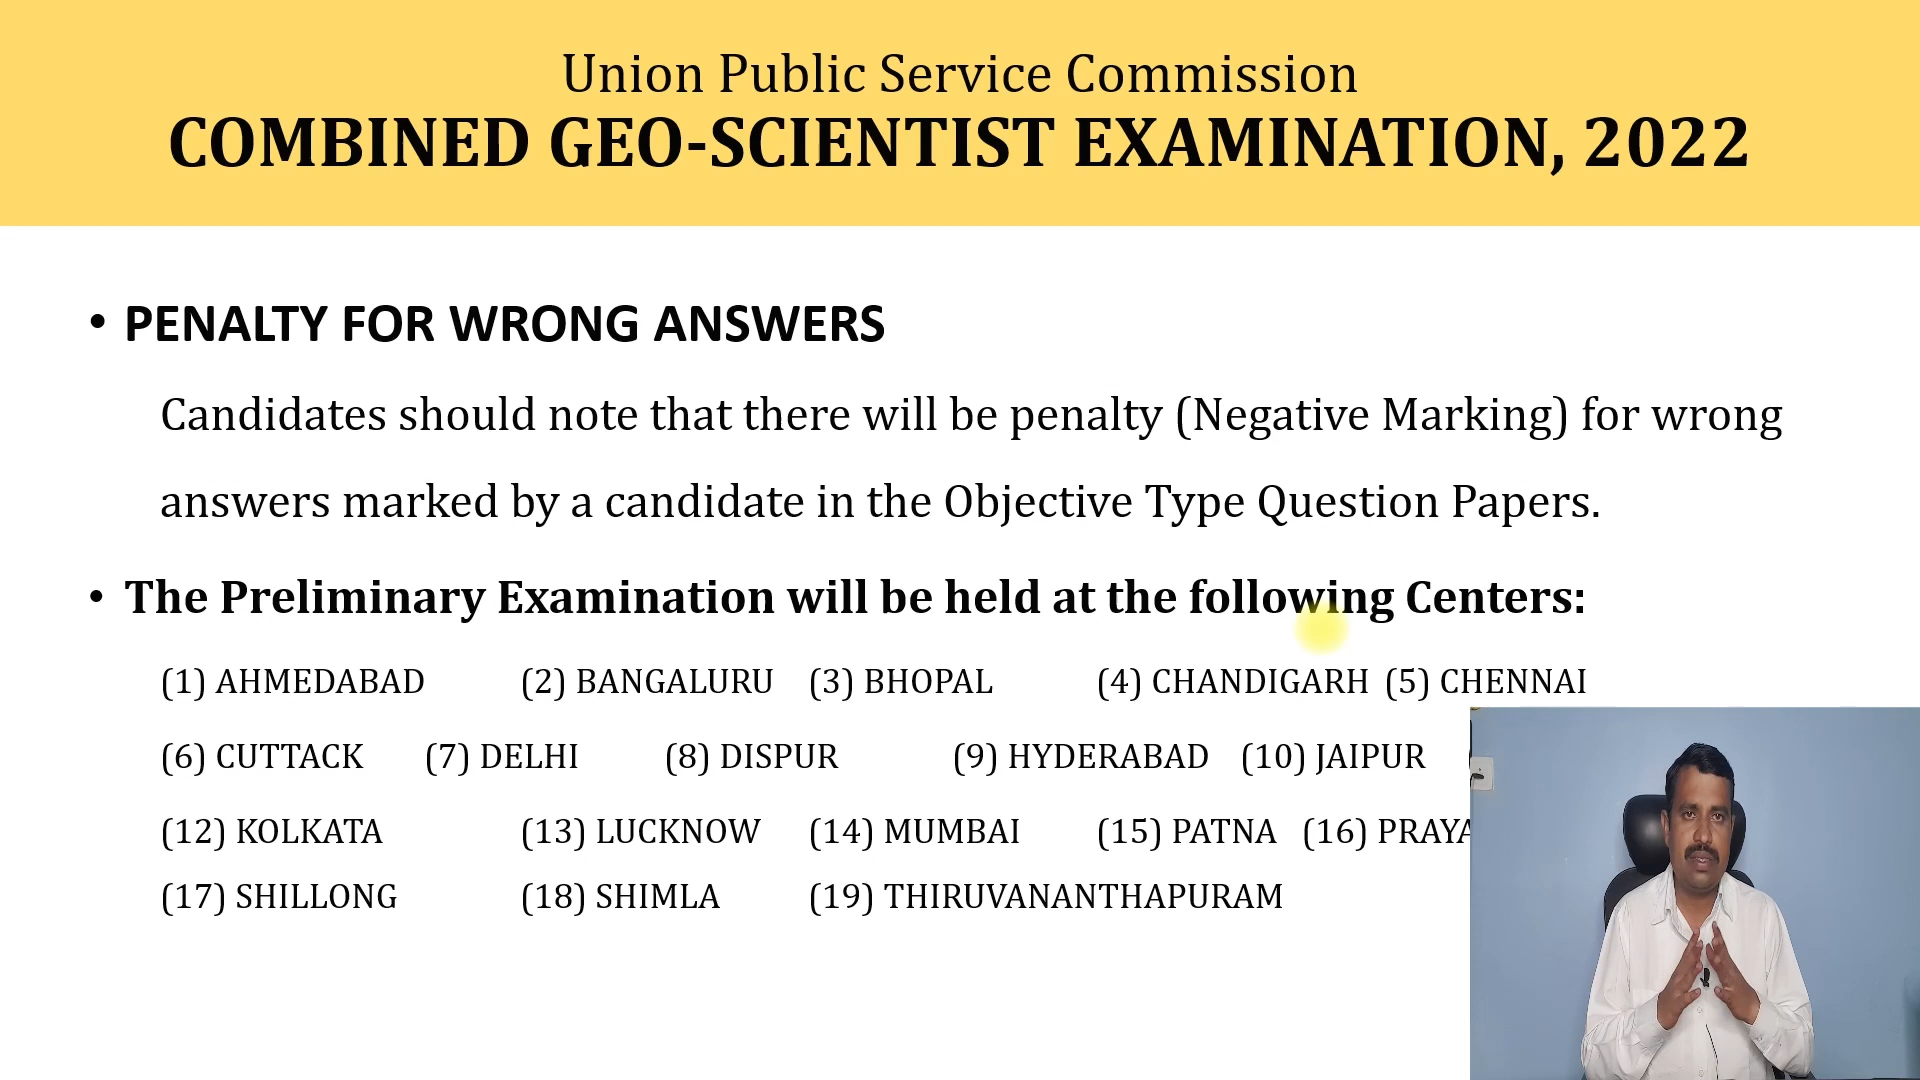 Union Public Service Commission
COMBINED GEO-SCIENTIST EXAMINATION, 2022
• PENALTY FOR WRONG ANSWERS
Candidates should note that there will be penalty (Negative Marking) for wrong
answers marked by a candidate in the Objective Type Question Papers.
• The Preliminary Examination will be held at the following Centers:
(1) AHMEDABAD (2) BANGALURU (3) BHOPAL (4) CHANDIGARH (5) CHENNAI
(6) CUTTACK (7) DELHI (8) DISPUR (9) HYDERABAD (10) JAIPUR
(12) KOLKATA (13) LUCKNOW (14) MUMBAI (15) PATNA (16)
(17) SHILLONG (18) SHIMLA (19) THIRUVANANTHAPURAM